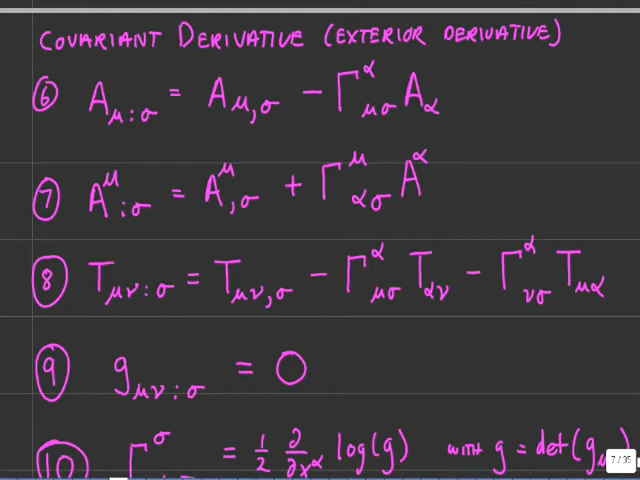 COVARIANT DERIVATIVE (EXTERIOR DERIVATIVE)
⑥ A_{μ:σ} = A_{μ,σ} − Γ^α_{μσ} A_α
⑦ A^μ_{:σ} = A^μ_{,σ} + Γ^μ_{ασ} A^α
⑧ T_{μν:σ} = T_{μν,σ} − Γ^α_{μσ} T_{αν} − Γ^α_{νσ} T_{μα}
⑨ g_{μν:σ} = 0
⑩ Γ^σ = 1/2 ∂/∂x^α log(g) with g = det(g_μ
7 / 35